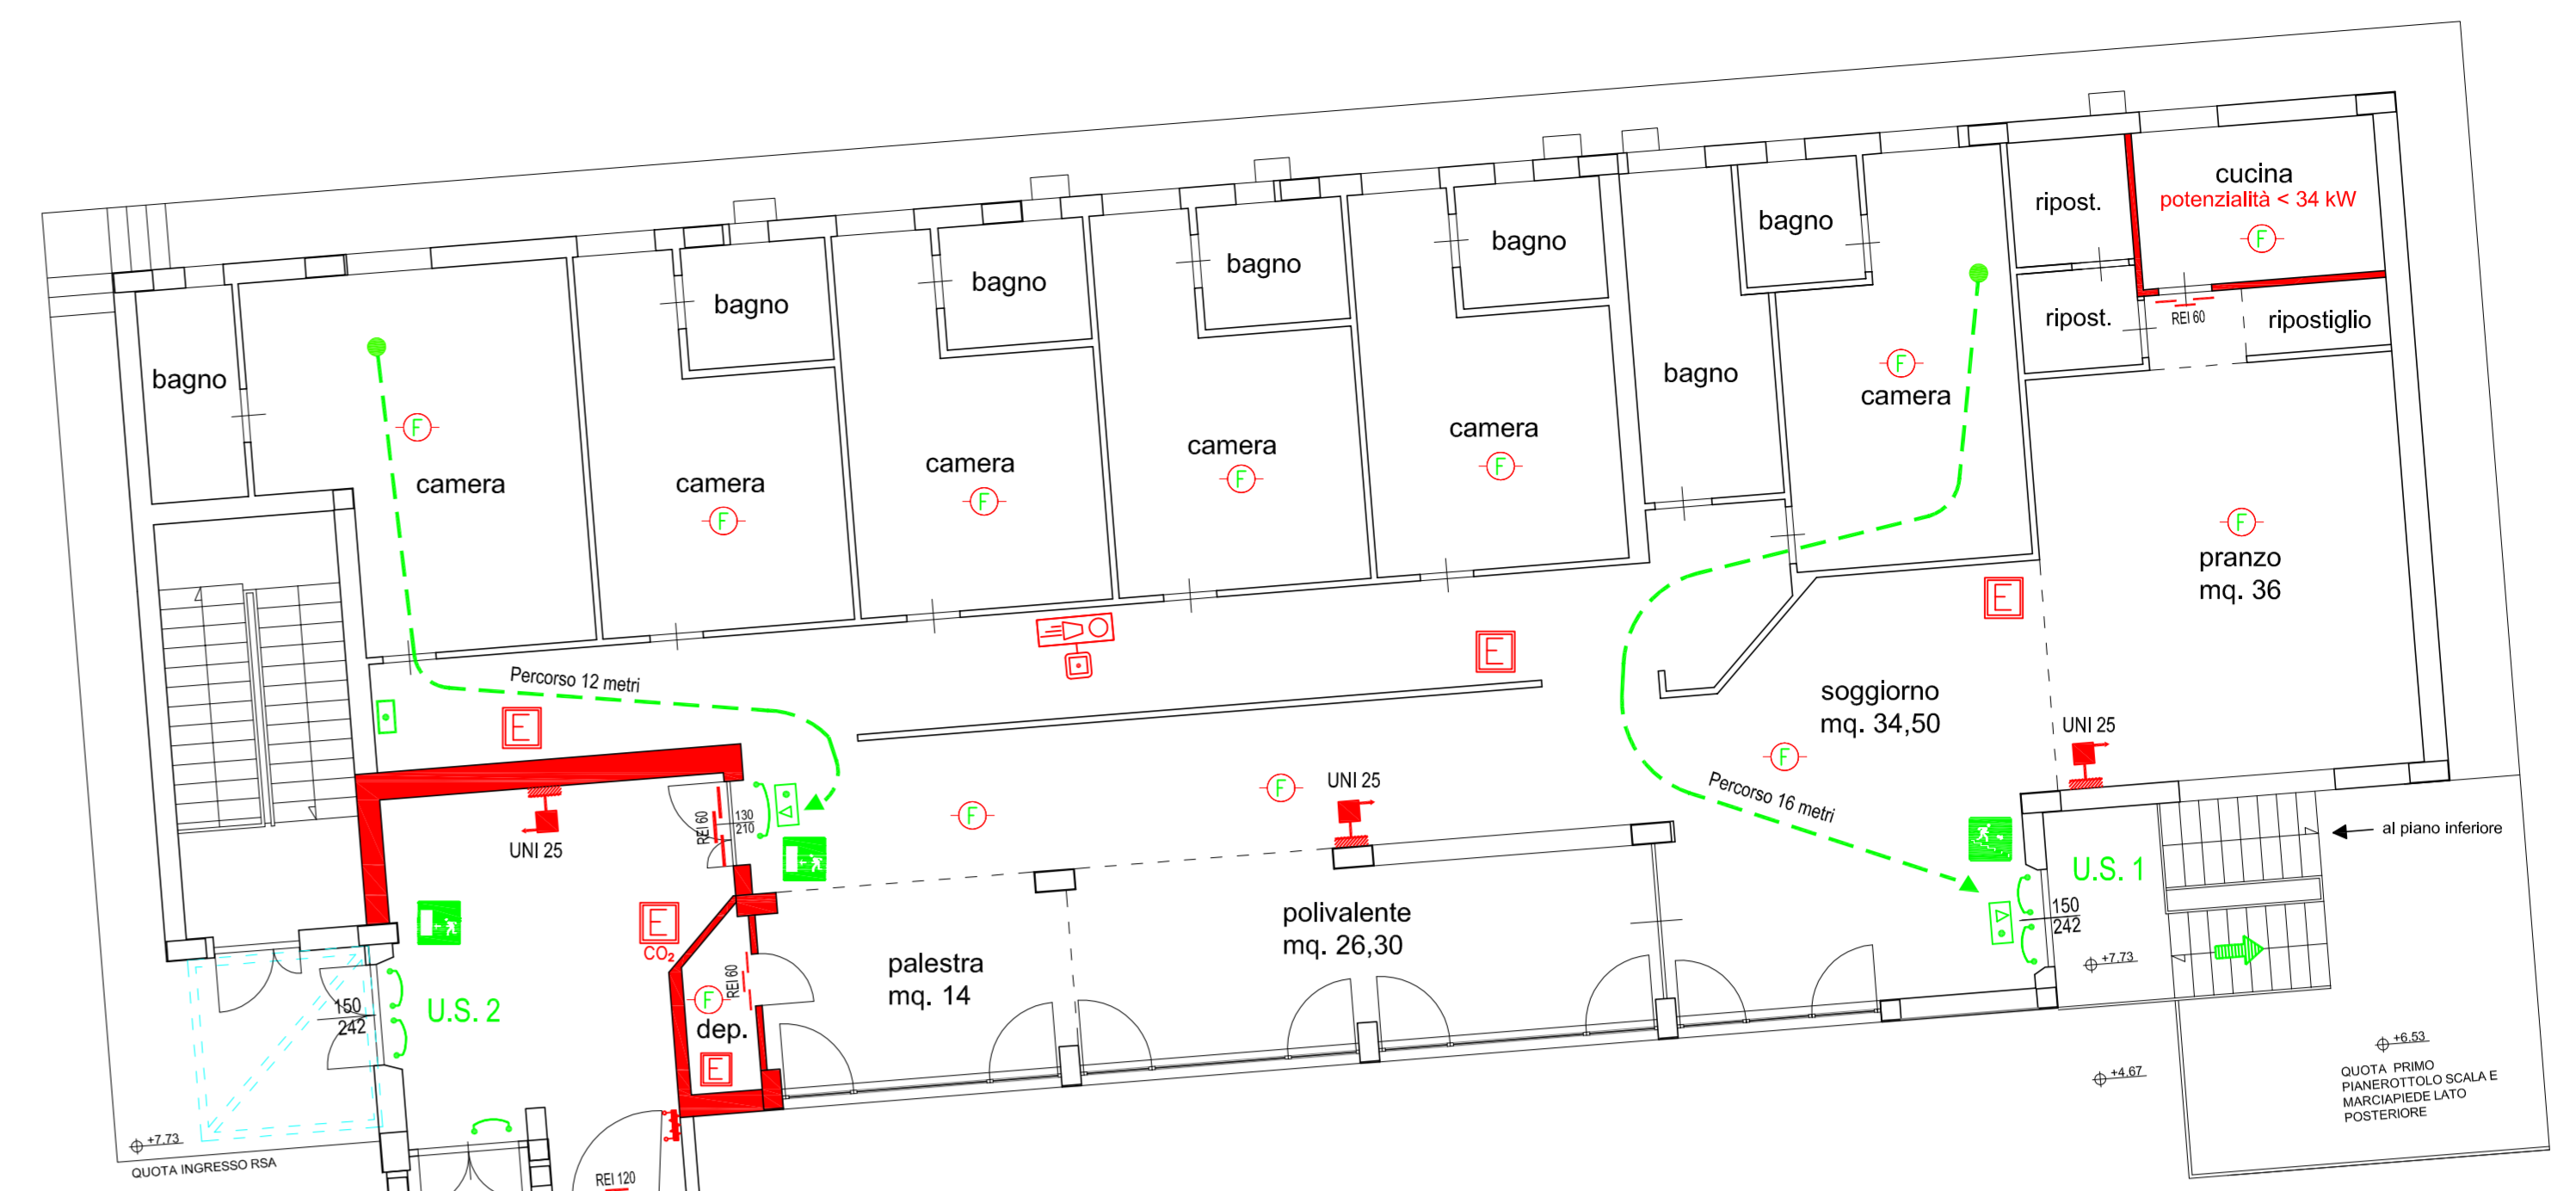 cucina
potenzialità < 34 kW
F
ripost.
bagno
bagno
bagno
bagno
bagno
bagno
ripost.
REI 60
ripostiglio
bagno
bagno
F
camera
F
camera
camera
F
camera
F
camera
F
camera
F
camera
F
F
pranzo
mq. 36
E
E
Percorso 12 metri
E
soggiorno
mq. 34,50
UNI 25
F
Percorso 16 metri
UNI 25
F
F
REI 60
130
210
UNI 25
al piano inferiore
U.S. 1
150
242
+7.73
E
CO₂
polivalente
mq. 26,30
palestra
mq. 14
REI 60
F
dep.
E
U.S. 2
150
242
+6.53
QUOTA PRIMO
PIANEROTTOLO SCALA E
MARCIAPIEDE LATO
POSTERIORE
+4.67
+7.73
QUOTA INGRESSO RSA
REI 120